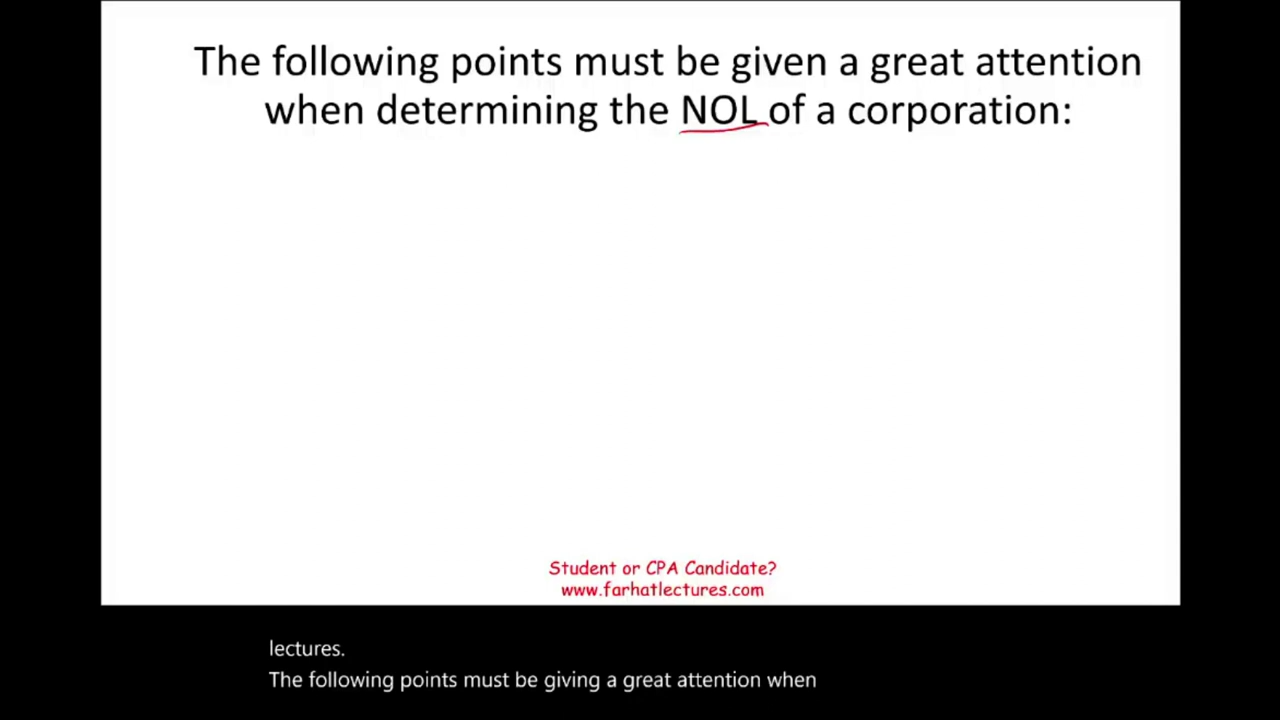 The following points must be given a great attention
when determining the NOL of a corporation:
Student or CPA Candidate?
www.farhatlectures.com
lectures.
The following points must be giving a great attention when